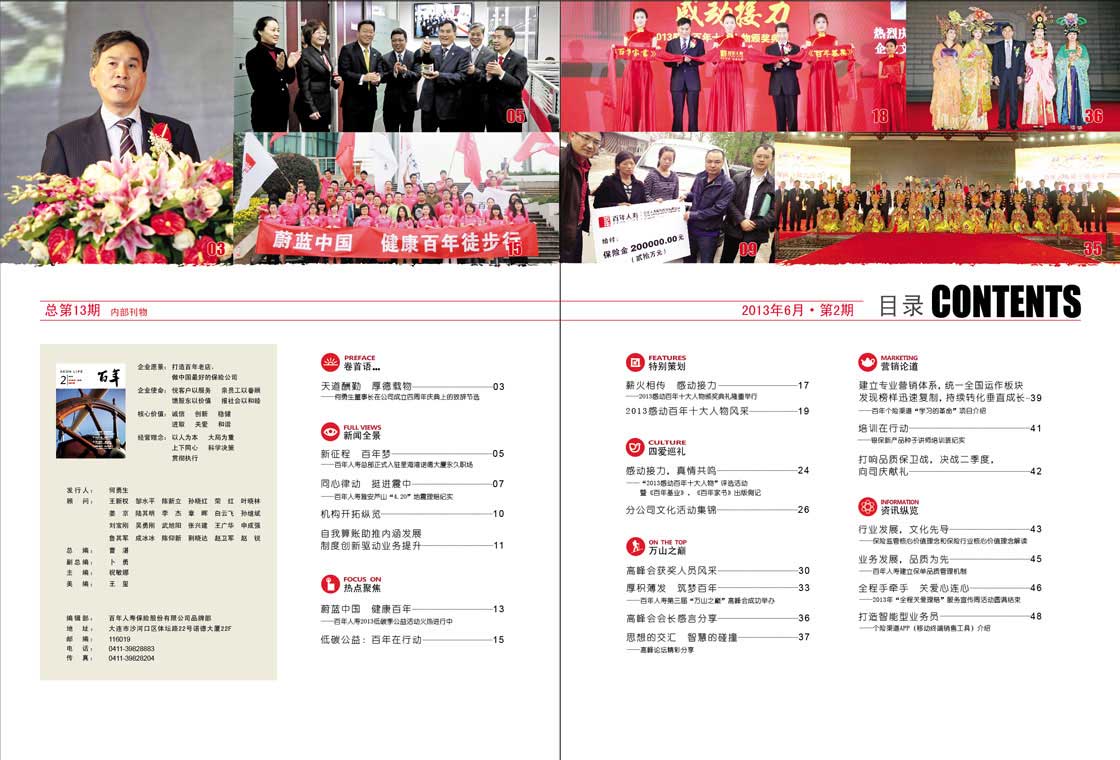 03
05
蔚蓝中国 健康百年徒步行
15
感动接力
2013感动百年十大人物颁奖典礼
《百年家书》
《百年基业》
热烈庆
18
36
百年人寿
给付:
保险金 200000.00元
(贰拾万元)
09
35
总第13期 内部刊物
2013年6月·第2期
目录 CONTENTS
AEON LIFE
百年
企业愿景: 打造百年老店,
做中国最好的保险公司
企业使命: 悦客户以服务 亲员工以眷顾
馈股东以价值 报社会以和睦
核心价值: 诚信 创新 稳健
进取 关爱 和谐
经营理念: 以人为本 大局为重
上下同心 科学决策
贯彻执行
发行人: 何勇生
顾问: 王新权 邹水平 陈新立 孙晓红 荣红 叶晓林
姜京 陆其明 李杰 章晖 白云飞 孙继斌
刘宝刚 吴勇刚 武旭阳 张兴建 王广华 申成强
鲁其军 成冰冰 陈仰新 荆晓达 赵卫军 赵锐
总编: 曹湛
副总编: 卜勇
主编: 祝敏娜
美编: 王玺
编辑部: 百年人寿保险股份有限公司品牌部
地址: 大连市沙河口区体坛路22号诺德大厦22F
邮编: 116019
电话: 0411-39828883
传真: 0411-39828204
PREFACE
卷首语...
天道酬勤 厚德载物 03
——何勇生董事长在公司成立四周年庆典上的致辞节选
FULL VIEWS
新闻全景
新征程 百年梦 05
——百年人寿总部正式入驻星海湾诺德大厦永久职场
同心律动 挺进震中 07
——百年人寿雅安芦山“4.20”地震理赔纪实
机构开拓纵览 10
自我算账助推内涵发展
制度创新驱动业务提升 11
FOCUS ON
热点聚焦
蔚蓝中国 健康百年 13
——百年人寿2013低碳季公益活动火热进行中
低碳公益:百年在行动 15
FEATURES
特别策划
薪火相传 感动接力 17
——2013感动百年十大人物颁奖典礼隆重举行
2013感动百年十大人物风采 19
CULTURE
四爱巡礼
感动接力,真情共鸣 24
——“2013感动百年十大人物”评选活动
暨《百年基业》、《百年家书》出版侧记
分公司文化活动集锦 26
ON THE TOP
万山之巅
高峰会获奖人员风采 30
厚积薄发 筑梦百年 33
——百年人寿第三届“万山之巅”高峰会成功举办
高峰会会长感言分享 36
思想的交汇 智慧的碰撞 37
——高峰论坛精彩分享
MARKETING
营销论道
建立专业营销体系,统一全国运作板块
发现榜样迅速复制,持续转化垂直成长 39
——百年个险渠道“学习的革命”项目介绍
培训在行动 41
——银保新产品种子讲师培训班纪实
打响品质保卫战,决战二季度,
向司庆献礼 42
INFORMATION
资讯纵览
行业发展,文化先导 43
——保险监管核心价值理念和保险行业核心价值理念解读
业务发展,品质为先 45
——百年人寿建立保单品质管理机制
全程手牵手 关爱心连心 46
——2013年“全程关爱理赔”服务宣传周活动圆满结束
打造智能型业务员 48
——个险渠道APP(移动终端销售工具)介绍